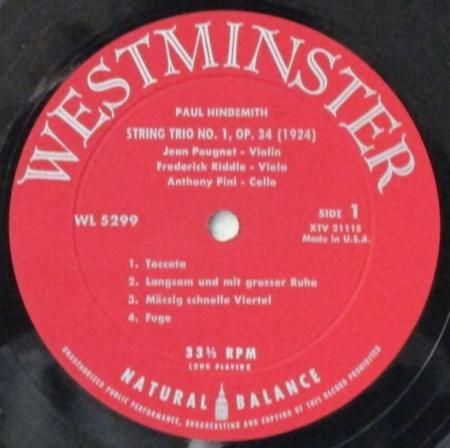 WESTMINSTER
PAUL HINDEMITH
STRING TRIO NO. 1, OP. 34 (1924)
Jean Pougnet - Violin
Frederick Riddle - Viola
Anthony Pini - Cello
WL 5299
SIDE 1
XTV 21115
Made in U.S.A.
1. Toccata
2. Langsam und mit grosser Ruhe
3. Mässig schnelle Viertel
4. Fuge
33⅓ RPM
LONG PLAYING
NATURAL BALANCE
UNAUTHORIZED PUBLIC PERFORMANCE, BROADCASTING AND COPYING OF THIS RECORD PROHIBITED